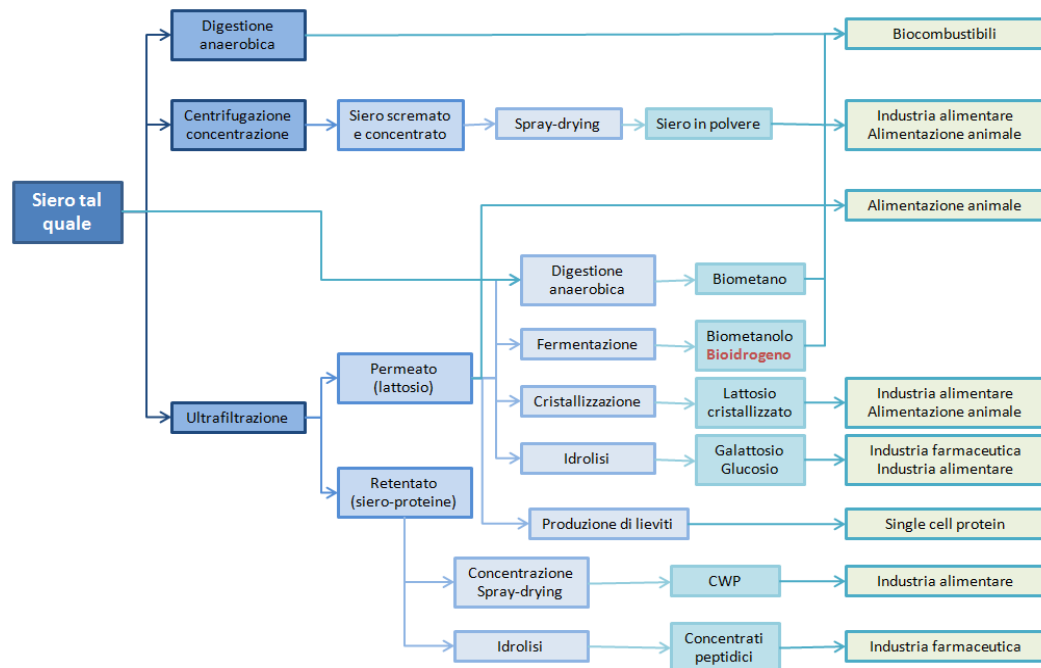 Digestione
anaerobica
Biocombustibili
Centrifugazione
concentrazione
Siero scremato
e concentrato
Spray-drying
Siero in polvere
Industria alimentare
Alimentazione animale
Siero tal
quale
Alimentazione animale
Digestione
anaerobica
Biometano
Fermentazione
Biometanolo
Bioidrogeno
Permeato
(lattosio)
Cristallizzazione
Lattosio
cristallizzato
Industria alimentare
Alimentazione animale
Ultrafiltrazione
Idrolisi
Galattosio
Glucosio
Industria farmaceutica
Industria alimentare
Retentato
(siero-proteine)
Produzione di lieviti
Single cell protein
Concentrazione
Spray-drying
CWP
Industria alimentare
Idrolisi
Concentrati
peptidici
Industria farmaceutica